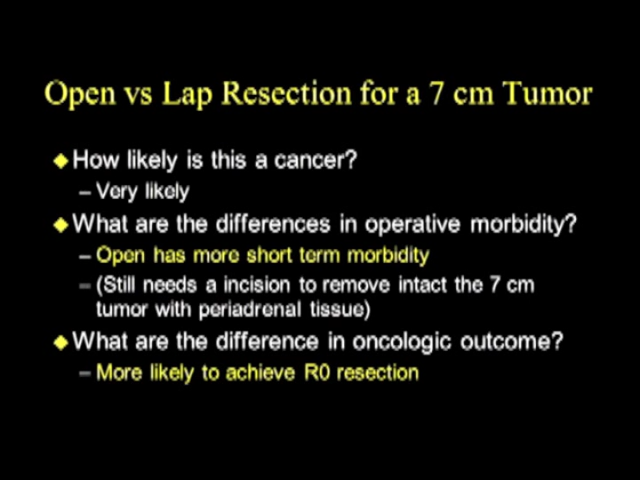 Open vs Lap Resection for a 7 cm Tumor
◆How likely is this a cancer?
– Very likely
◆What are the differences in operative morbidity?
– Open has more short term morbidity
– (Still needs a incision to remove intact the 7 cm
tumor with periadrenal tissue)
◆What are the difference in oncologic outcome?
– More likely to achieve R0 resection